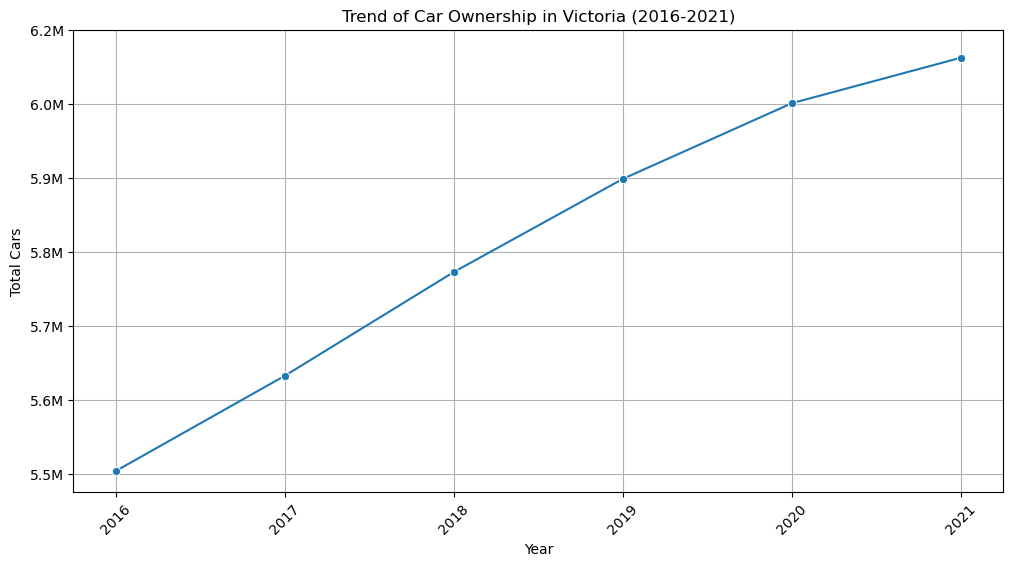 Trend of Car Ownership in Victoria (2016-2021)
6.2M
6.0M
5.9M
5.8M
5.7M
5.6M
5.5M
Total Cars
2016 2017 2018 2019 2020 2021
Year